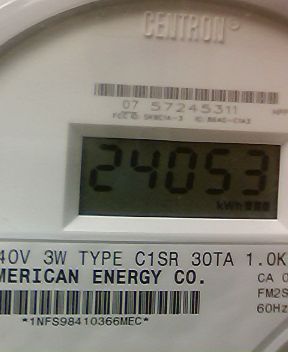 CENTRON®
07 57245311
24053
kWh
40V 3W TYPE C1SR 30TA 1.0K
MERICAN ENERGY CO.
CA 0
FM2S
60Hz
*1NFS98410366MEC*